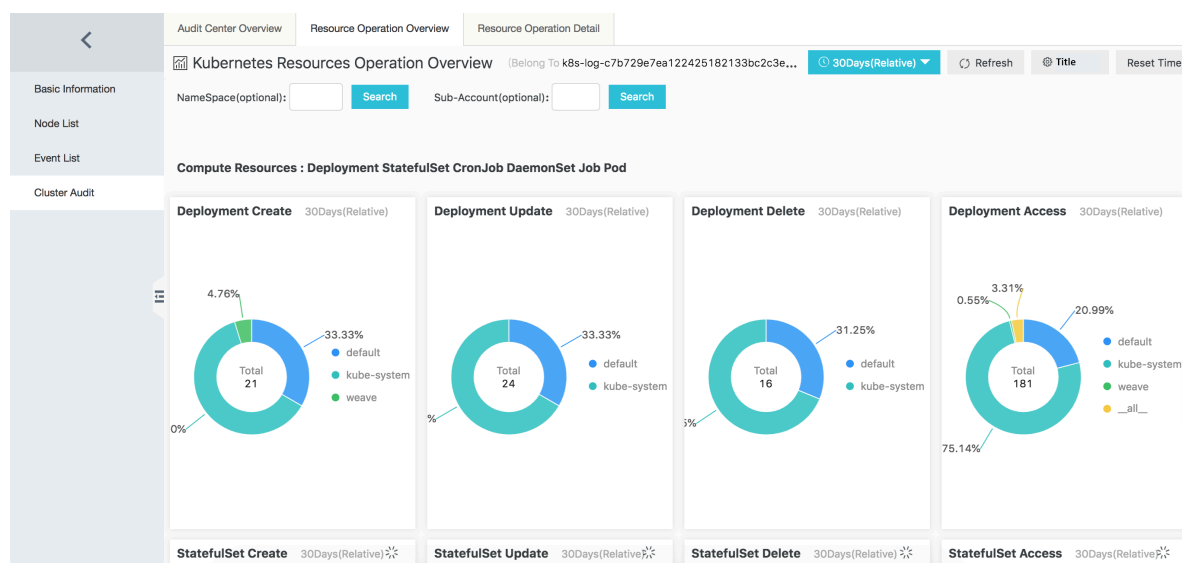 Audit Center Overview Resource Operation Overview Resource Operation Detail
Kubernetes Resources Operation Overview (Belong To k8s-log-c7b729e7ea122425182133bc2c3e... 30Days(Relative) Refresh Title Reset Time
Basic Information
Node List
Event List
Cluster Audit
NameSpace(optional): Search Sub-Account(optional): Search
Compute Resources : Deployment StatefulSet CronJob DaemonSet Job Pod
Deployment Create 30Days(Relative)
4.76%
33.33%
Total
21
default
kube-system
weave
0%
Deployment Update 30Days(Relative)
33.33%
Total
24
default
kube-system
%
Deployment Delete 30Days(Relative)
31.25%
Total
16
default
kube-system
5%
Deployment Access 30Days(Relative)
3.31%
0.55%
20.99%
Total
181
default
kube-system
weave
__all__
75.14%
StatefulSet Create 30Days(Relative)
StatefulSet Update 30Days(Relative)
StatefulSet Delete 30Days(Relative)
StatefulSet Access 30Days(Relative)